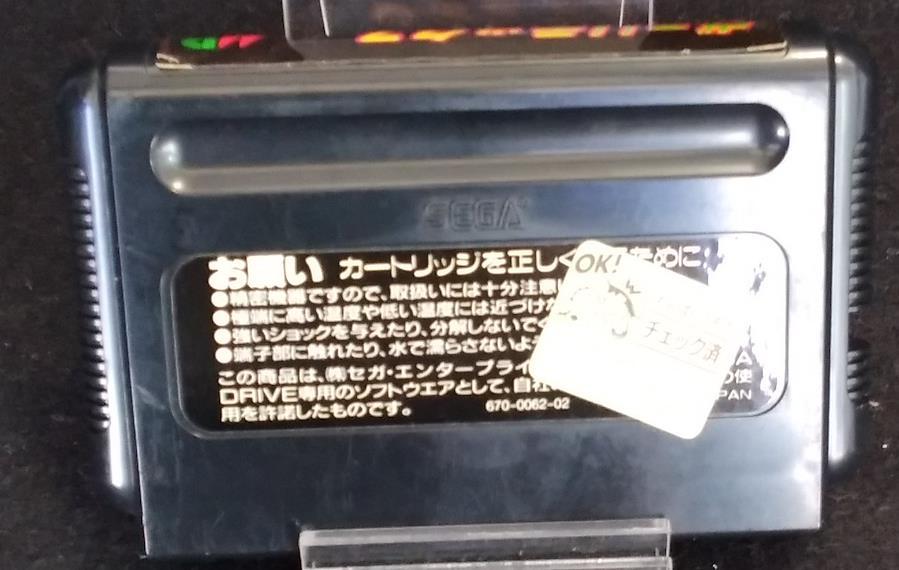 SEGA
お願い カートリッジを正しく
ために
●精密機器ですので、取扱いには十分注意
●極端に高い温度や低い温度には近づけな
●強いショックを与えたり、分解しないで
●端子部に触れたり、水で濡らさないよ
この商品は、㈱セガ・エンタープライ
DRIVE専用のソフトウエアとして、自社
の使
用を許諾したものです。
670-0062-02
PAN
OK!
チェック済